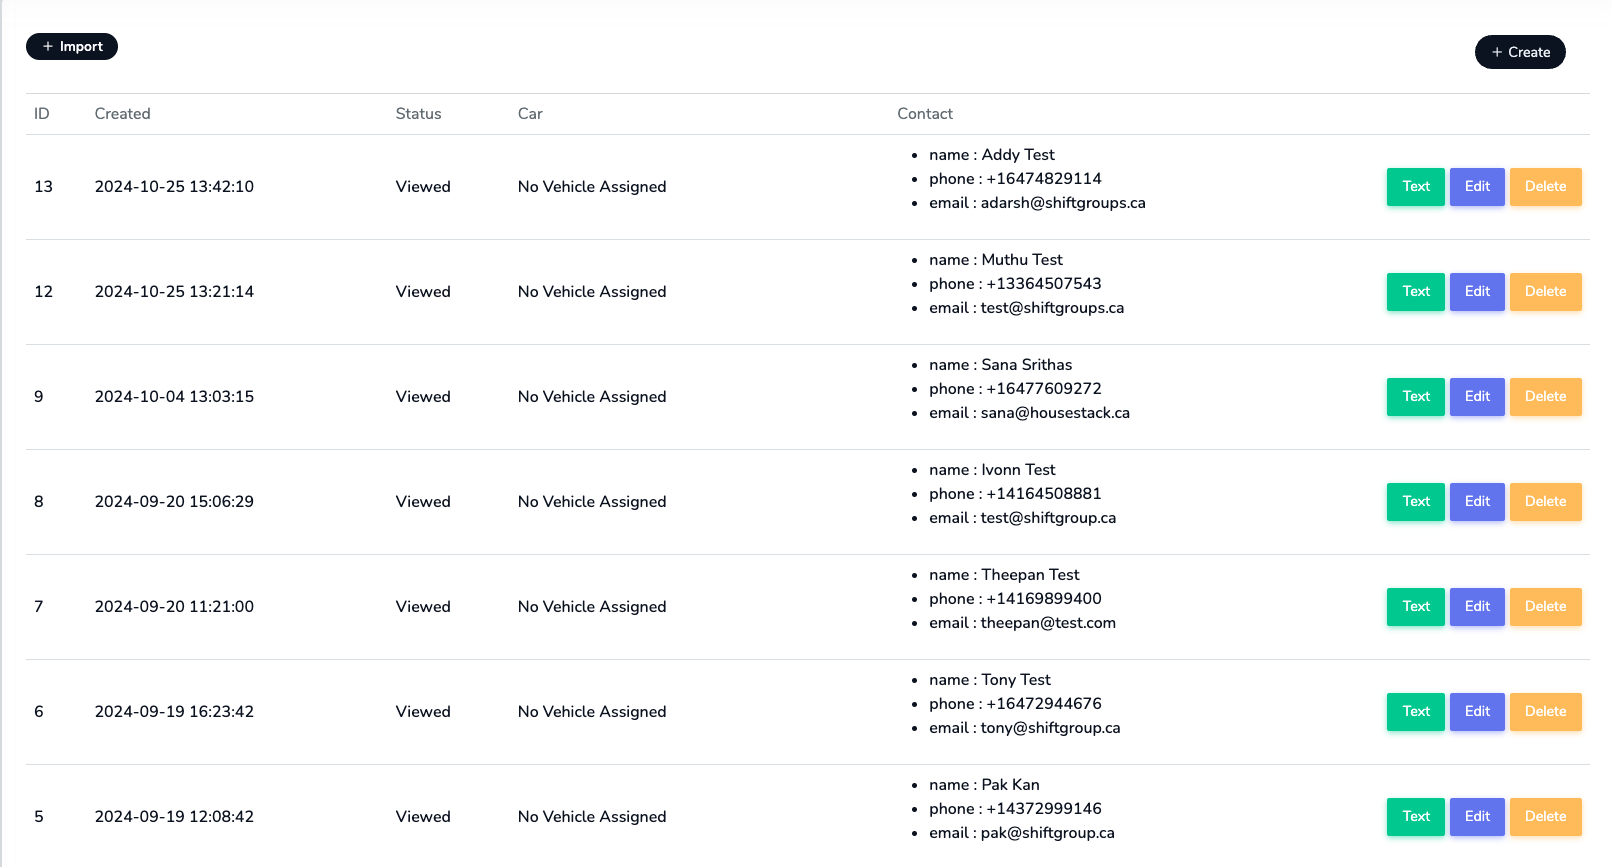 + Import
+ Create
ID Created Status Car Contact
13 2024-10-25 13:42:10 Viewed No Vehicle Assigned
• name : Addy Test
• phone : +16474829114
• email : adarsh@shiftgroups.ca
Text Edit Delete
12 2024-10-25 13:21:14 Viewed No Vehicle Assigned
• name : Muthu Test
• phone : +13364507543
• email : test@shiftgroups.ca
Text Edit Delete
9 2024-10-04 13:03:15 Viewed No Vehicle Assigned
• name : Sana Srithas
• phone : +16477609272
• email : sana@housestack.ca
Text Edit Delete
8 2024-09-20 15:06:29 Viewed No Vehicle Assigned
• name : Ivonn Test
• phone : +14164508881
• email : test@shiftgroup.ca
Text Edit Delete
7 2024-09-20 11:21:00 Viewed No Vehicle Assigned
• name : Theepan Test
• phone : +14169899400
• email : theepan@test.com
Text Edit Delete
6 2024-09-19 16:23:42 Viewed No Vehicle Assigned
• name : Tony Test
• phone : +16472944676
• email : tony@shiftgroup.ca
Text Edit Delete
5 2024-09-19 12:08:42 Viewed No Vehicle Assigned
• name : Pak Kan
• phone : +14372999146
• email : pak@shiftgroup.ca
Text Edit Delete